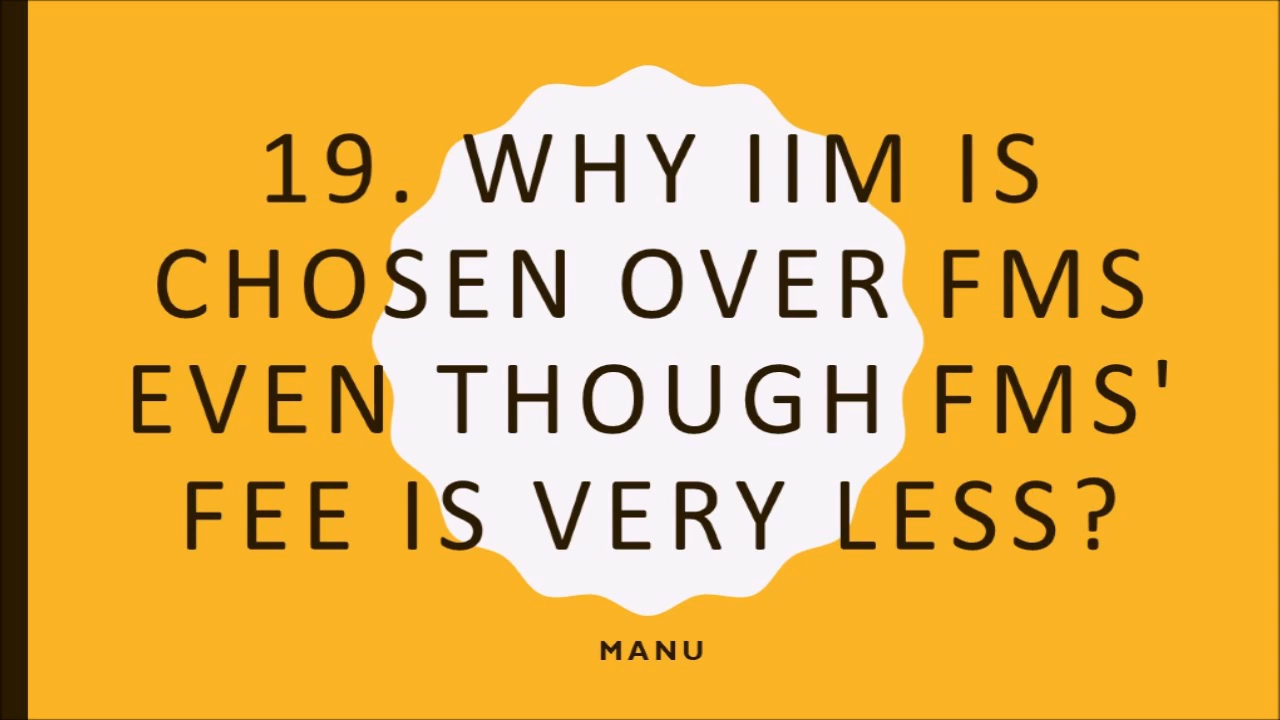 19. WHY IIM IS
CHOSEN OVER FMS
EVEN THOUGH FMS'
FEE IS VERY LESS?
MANU